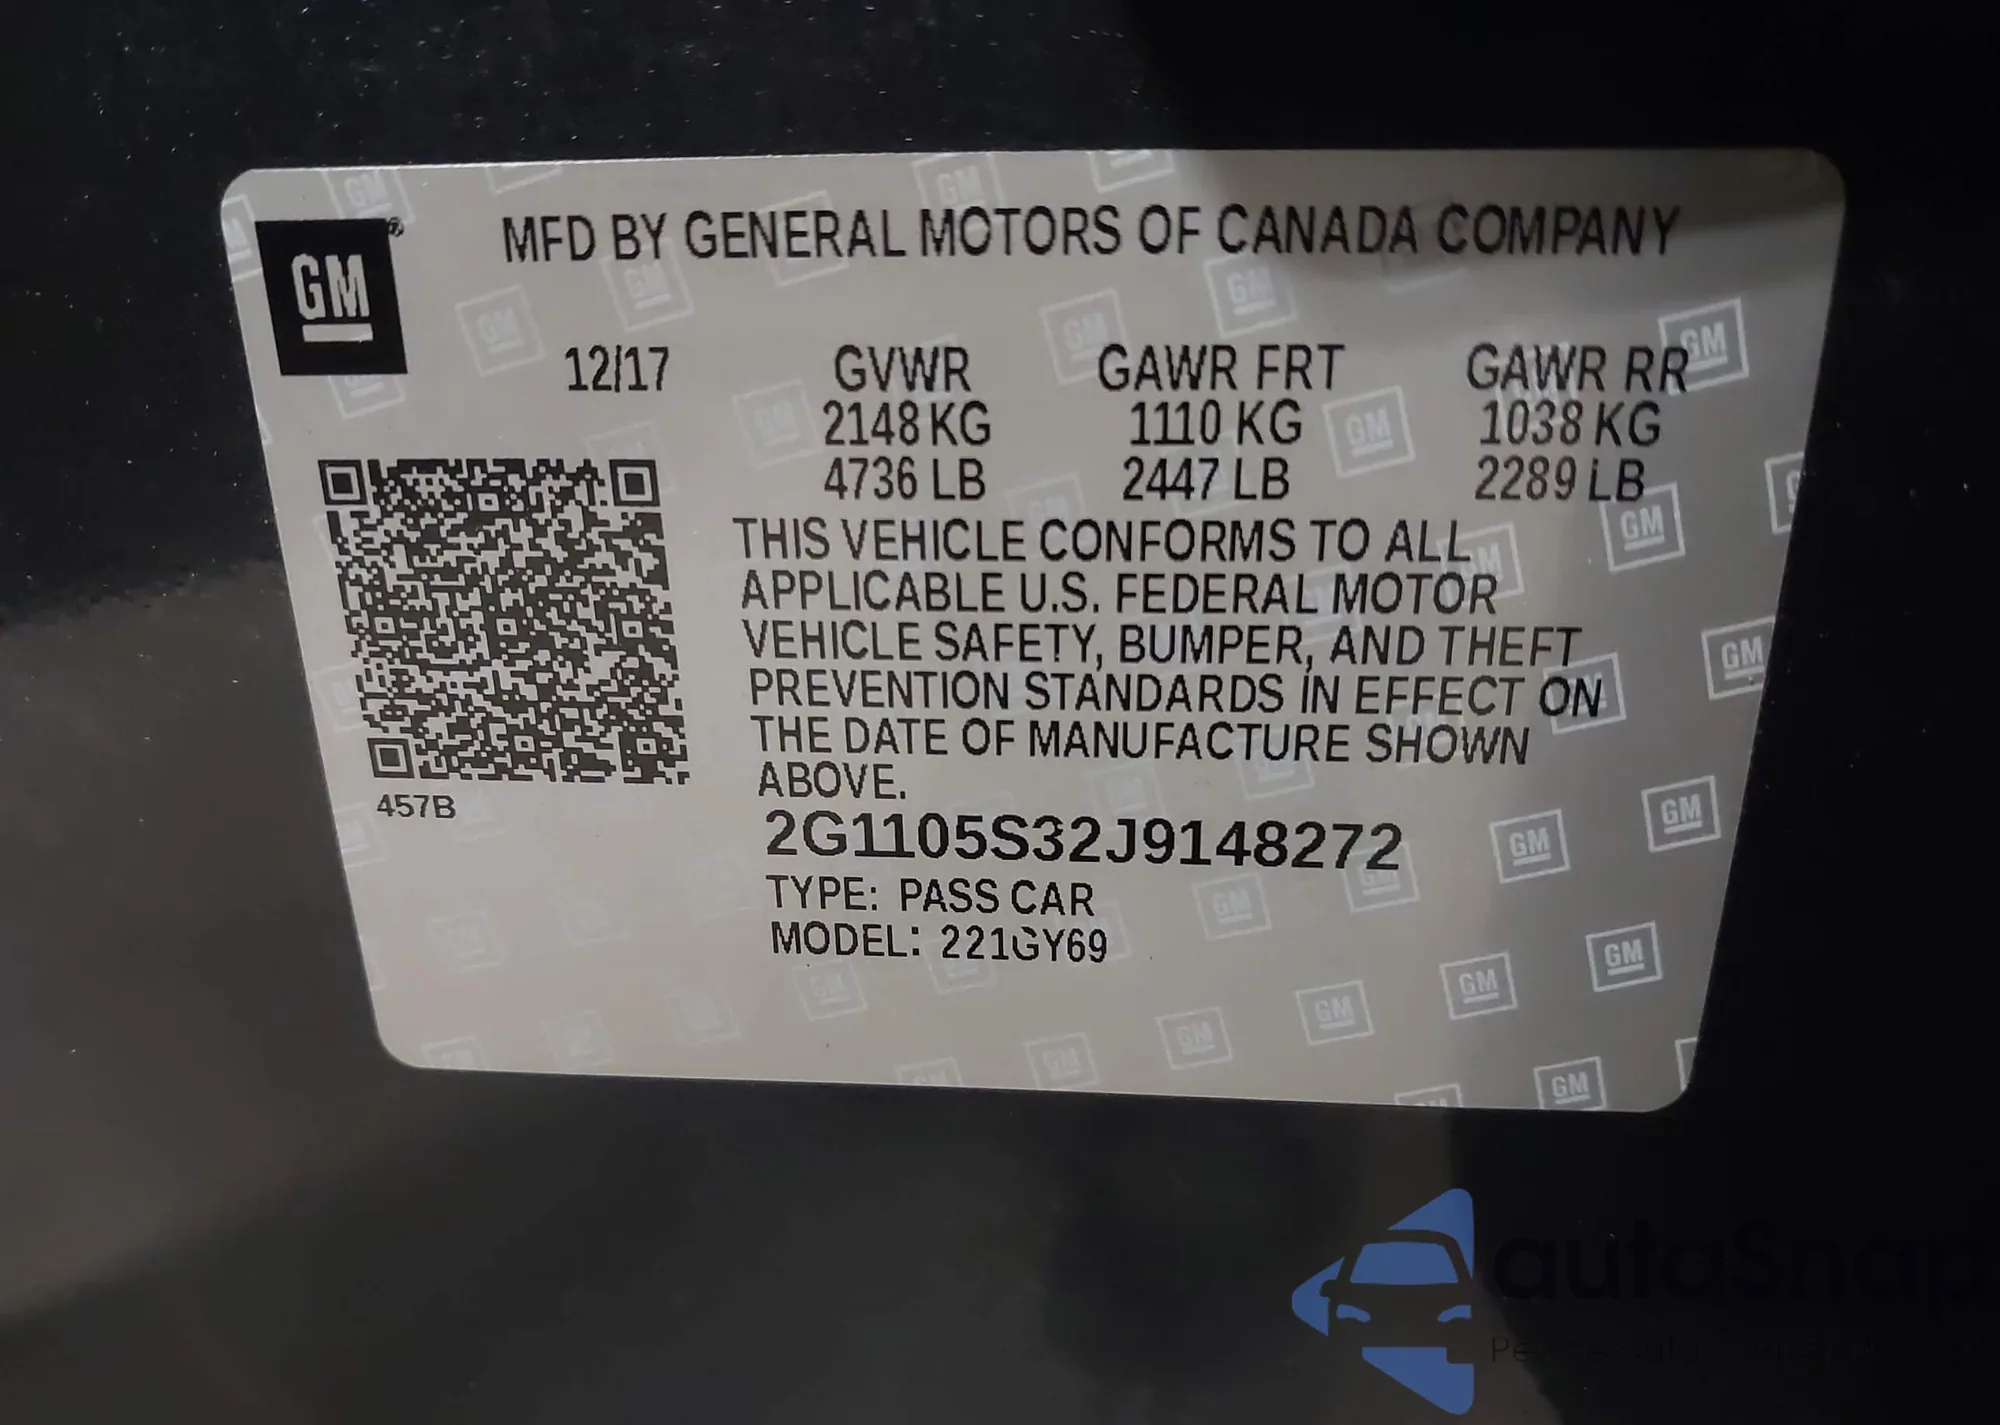 GM
MFD BY GENERAL MOTORS OF CANADA COMPANY
12/17 GVWR GAWR FRT GAWR RR
2148 KG 1110 KG 1038 KG
4736 LB 2447 LB 2289 LB
THIS VEHICLE CONFORMS TO ALL
APPLICABLE U.S. FEDERAL MOTOR
VEHICLE SAFETY, BUMPER, AND THEFT
PREVENTION STANDARDS IN EFFECT ON
THE DATE OF MANUFACTURE SHOWN
ABOVE.
457B
2G1105S32J9148272
TYPE: PASS CAR
MODEL: 221GY69
autoSnap